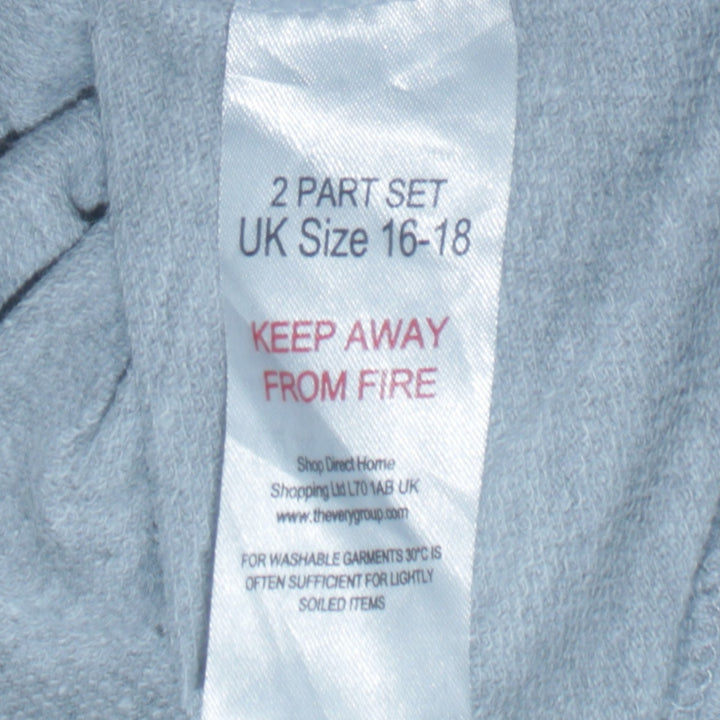 2 PART SET
UK Size 16-18
KEEP AWAY
FROM FIRE
Shop Direct Home
Shopping Ltd L70 1AB UK
www.theverygroup.com
FOR WASHABLE GARMENTS 30°C IS
OFTEN SUFFICIENT FOR LIGHTLY
SOILED ITEMS